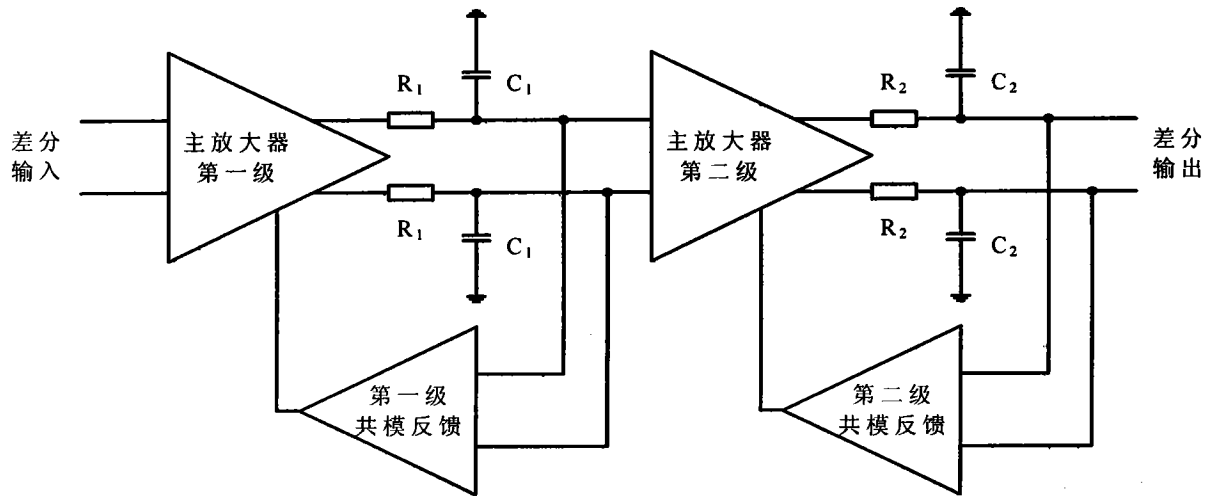 R₁ C₁ R₂ C₂
差分
输入
主放大器
第一级
主放大器
第二级
差分
输出
R₁ C₁ R₂ C₂
第一级
共模反馈
第二级
共模反馈